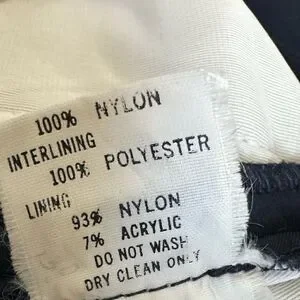 100% NYLON
INTERLINING
100% POLYESTER
LINING
93% NYLON
7% ACRYLIC
DO NOT WASH
DRY CLEAN ONLY